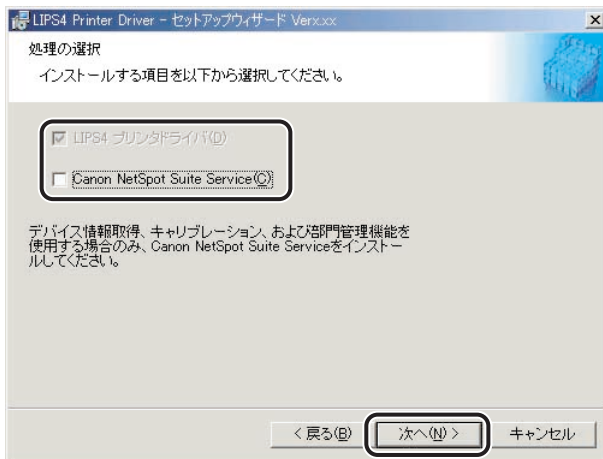 LIPS4 Printer Driver - セットアップウィザード Verx.xx
処理の選択
インストールする項目を以下から選択してください。
LIPS4 プリンタドライバ(D)
Canon NetSpot Suite Service(C)
デバイス情報取得、キャリブレーション、および部門管理機能を
使用する場合のみ、Canon NetSpot Suite Serviceをインストー
ルしてください。
< 戻る(B) 次へ(N) > キャンセル